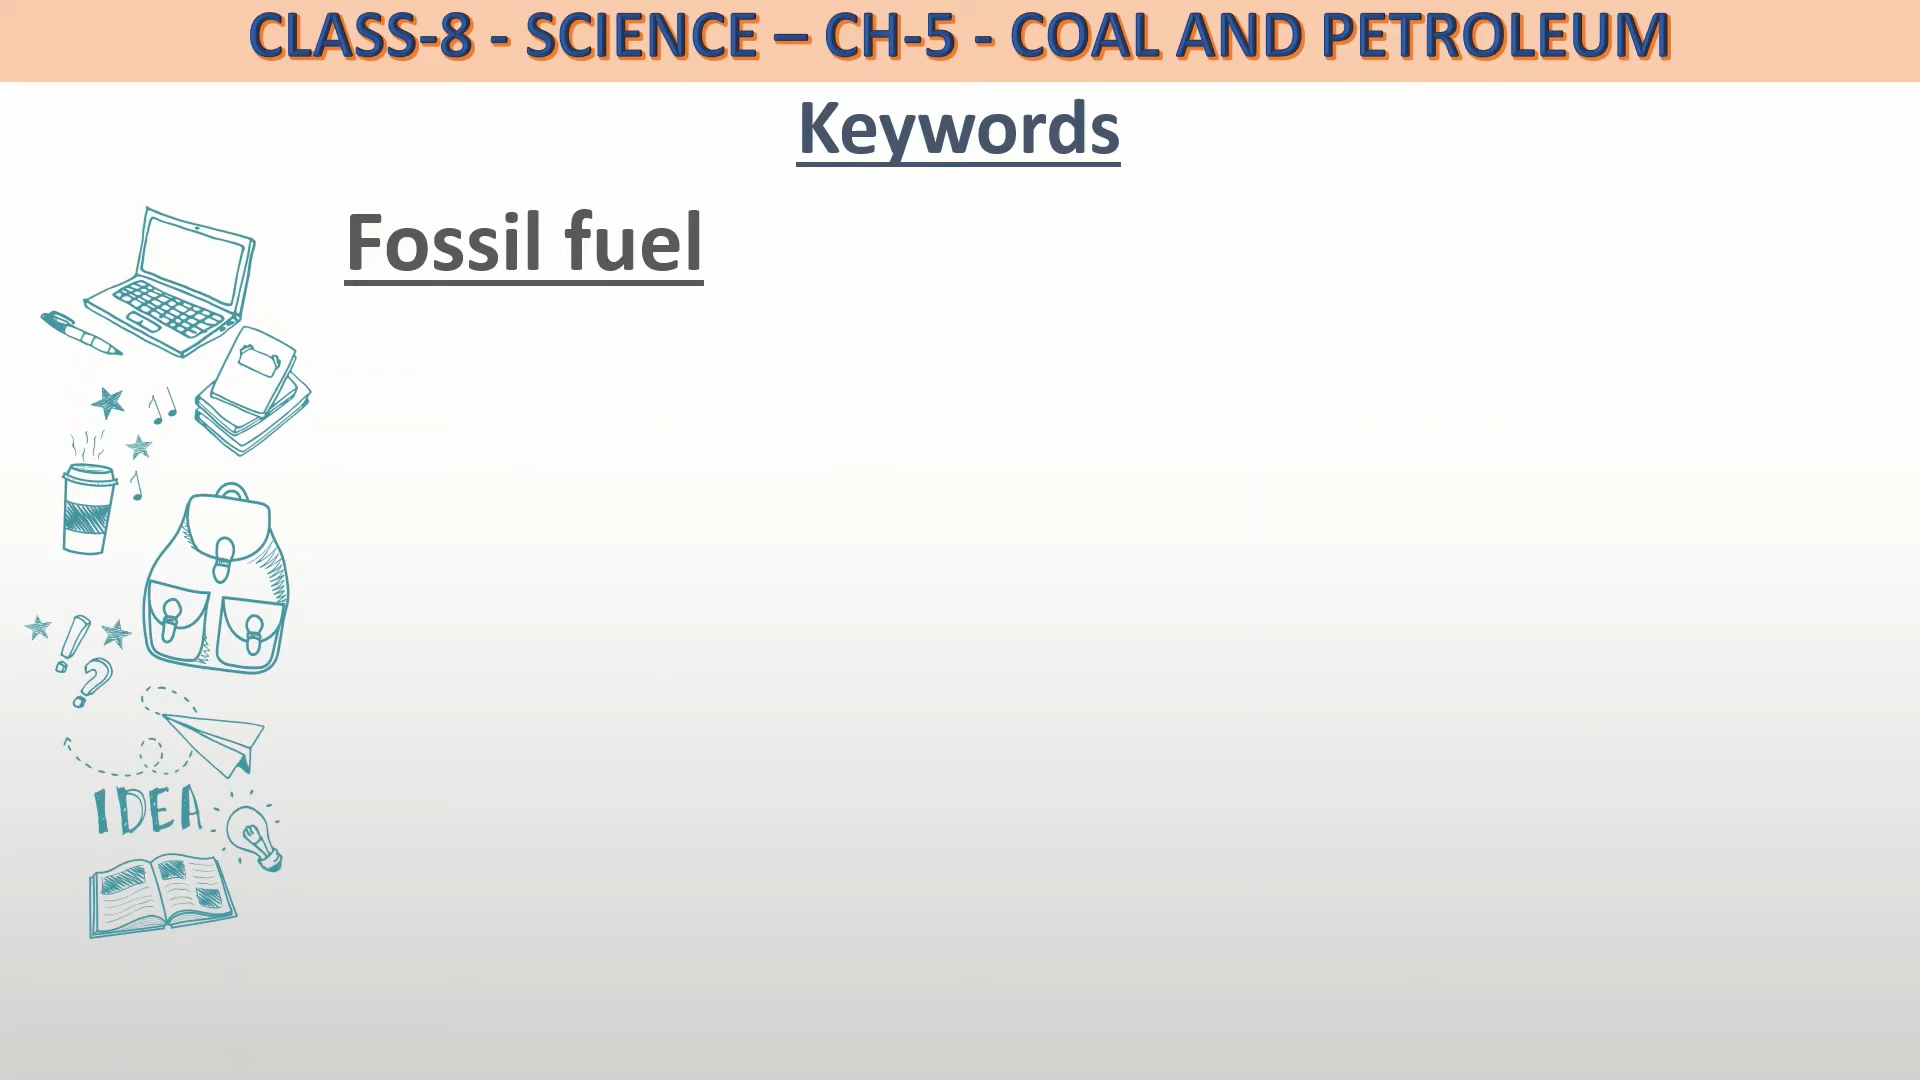 CLASS-8 - SCIENCE – CH-5 - COAL AND PETROLEUM
Keywords
Fossil fuel
IDEA